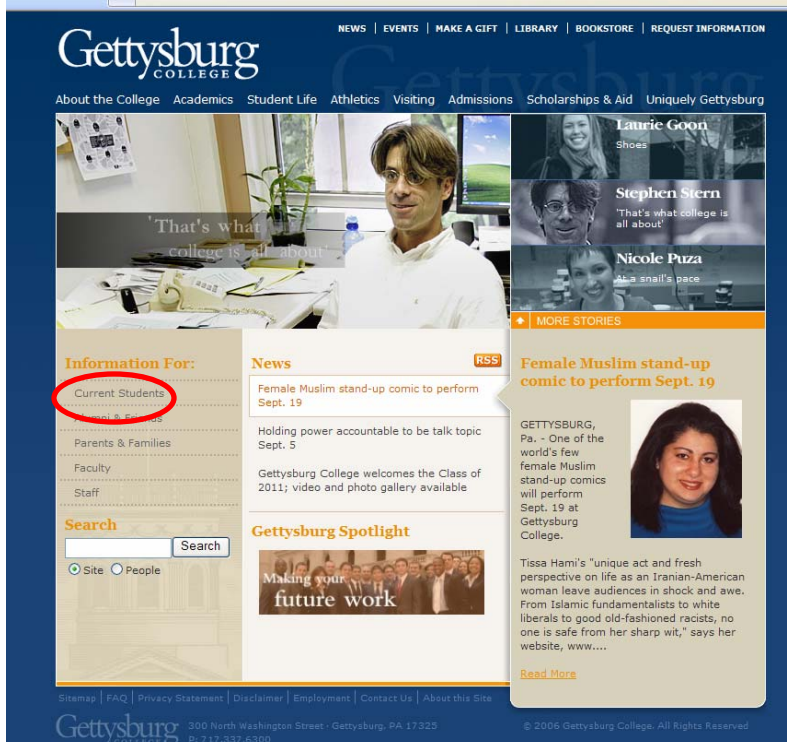 Gettysburg
COLLEGE
NEWS | EVENTS | MAKE A GIFT | LIBRARY | BOOKSTORE | REQUEST INFORMATION
Gettysburg
About the College Academics Student Life Athletics Visiting Admissions Scholarships & Aid Uniquely Gettysburg
'That's what
college is all about'
Laurie Goon
Shoes
Stephen Stern
'That's what college is
all about'
Nicole Puza
At a snail's pace
MORE STORIES
Information For:
Current Students
Alumni & Friends
Parents & Families
Faculty
Staff
Search
Search
Site People
News
RSS
Female Muslim stand-up comic to perform
Sept. 19
Holding power accountable to be talk topic
Sept. 5
Gettysburg College welcomes the Class of
2011; video and photo gallery available
Gettysburg Spotlight
Making your
future work
Female Muslim stand-up
comic to perform Sept. 19
GETTYSBURG,
Pa. - One of the
world's few
female Muslim
stand-up comics
will perform
Sept. 19 at
Gettysburg
College.
Tissa Hami's "unique act and fresh
perspective on life as an Iranian-American
woman leave audiences in shock and awe.
From Islamic fundamentalists to white
liberals to good old-fashioned racists, no
one is safe from her sharp wit," says her
website, www....
Read More
Sitemap | FAQ | Privacy Statement | Disclaimer | Employment | Contact Us | About this Site
Gettysburg
COLLEGE
300 North Washington Street · Gettysburg, PA 17325
P: 717.337.6300
© 2006 Gettysburg College. All Rights Reserved